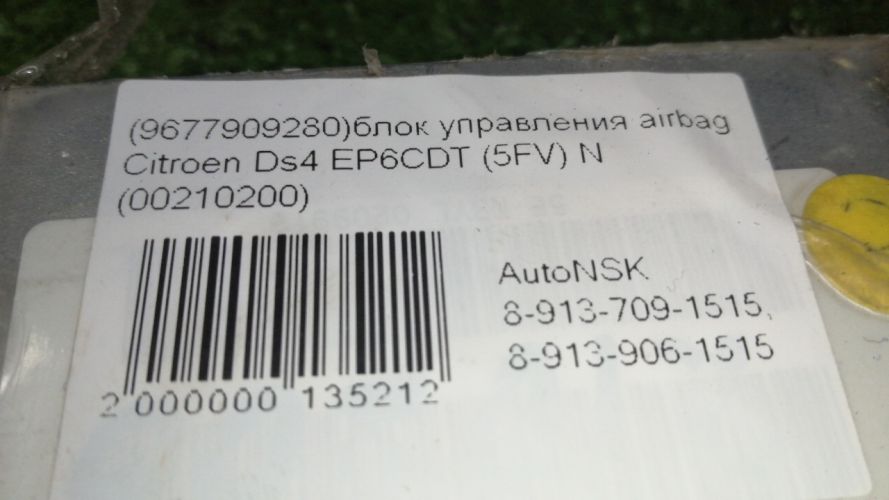 (9677909280)блок управления airbag
Citroen Ds4 EP6CDT (5FV) N
(00210200)
AutoNSK
8-913-709-1515,
8-913-906-1515
2 000000 135212